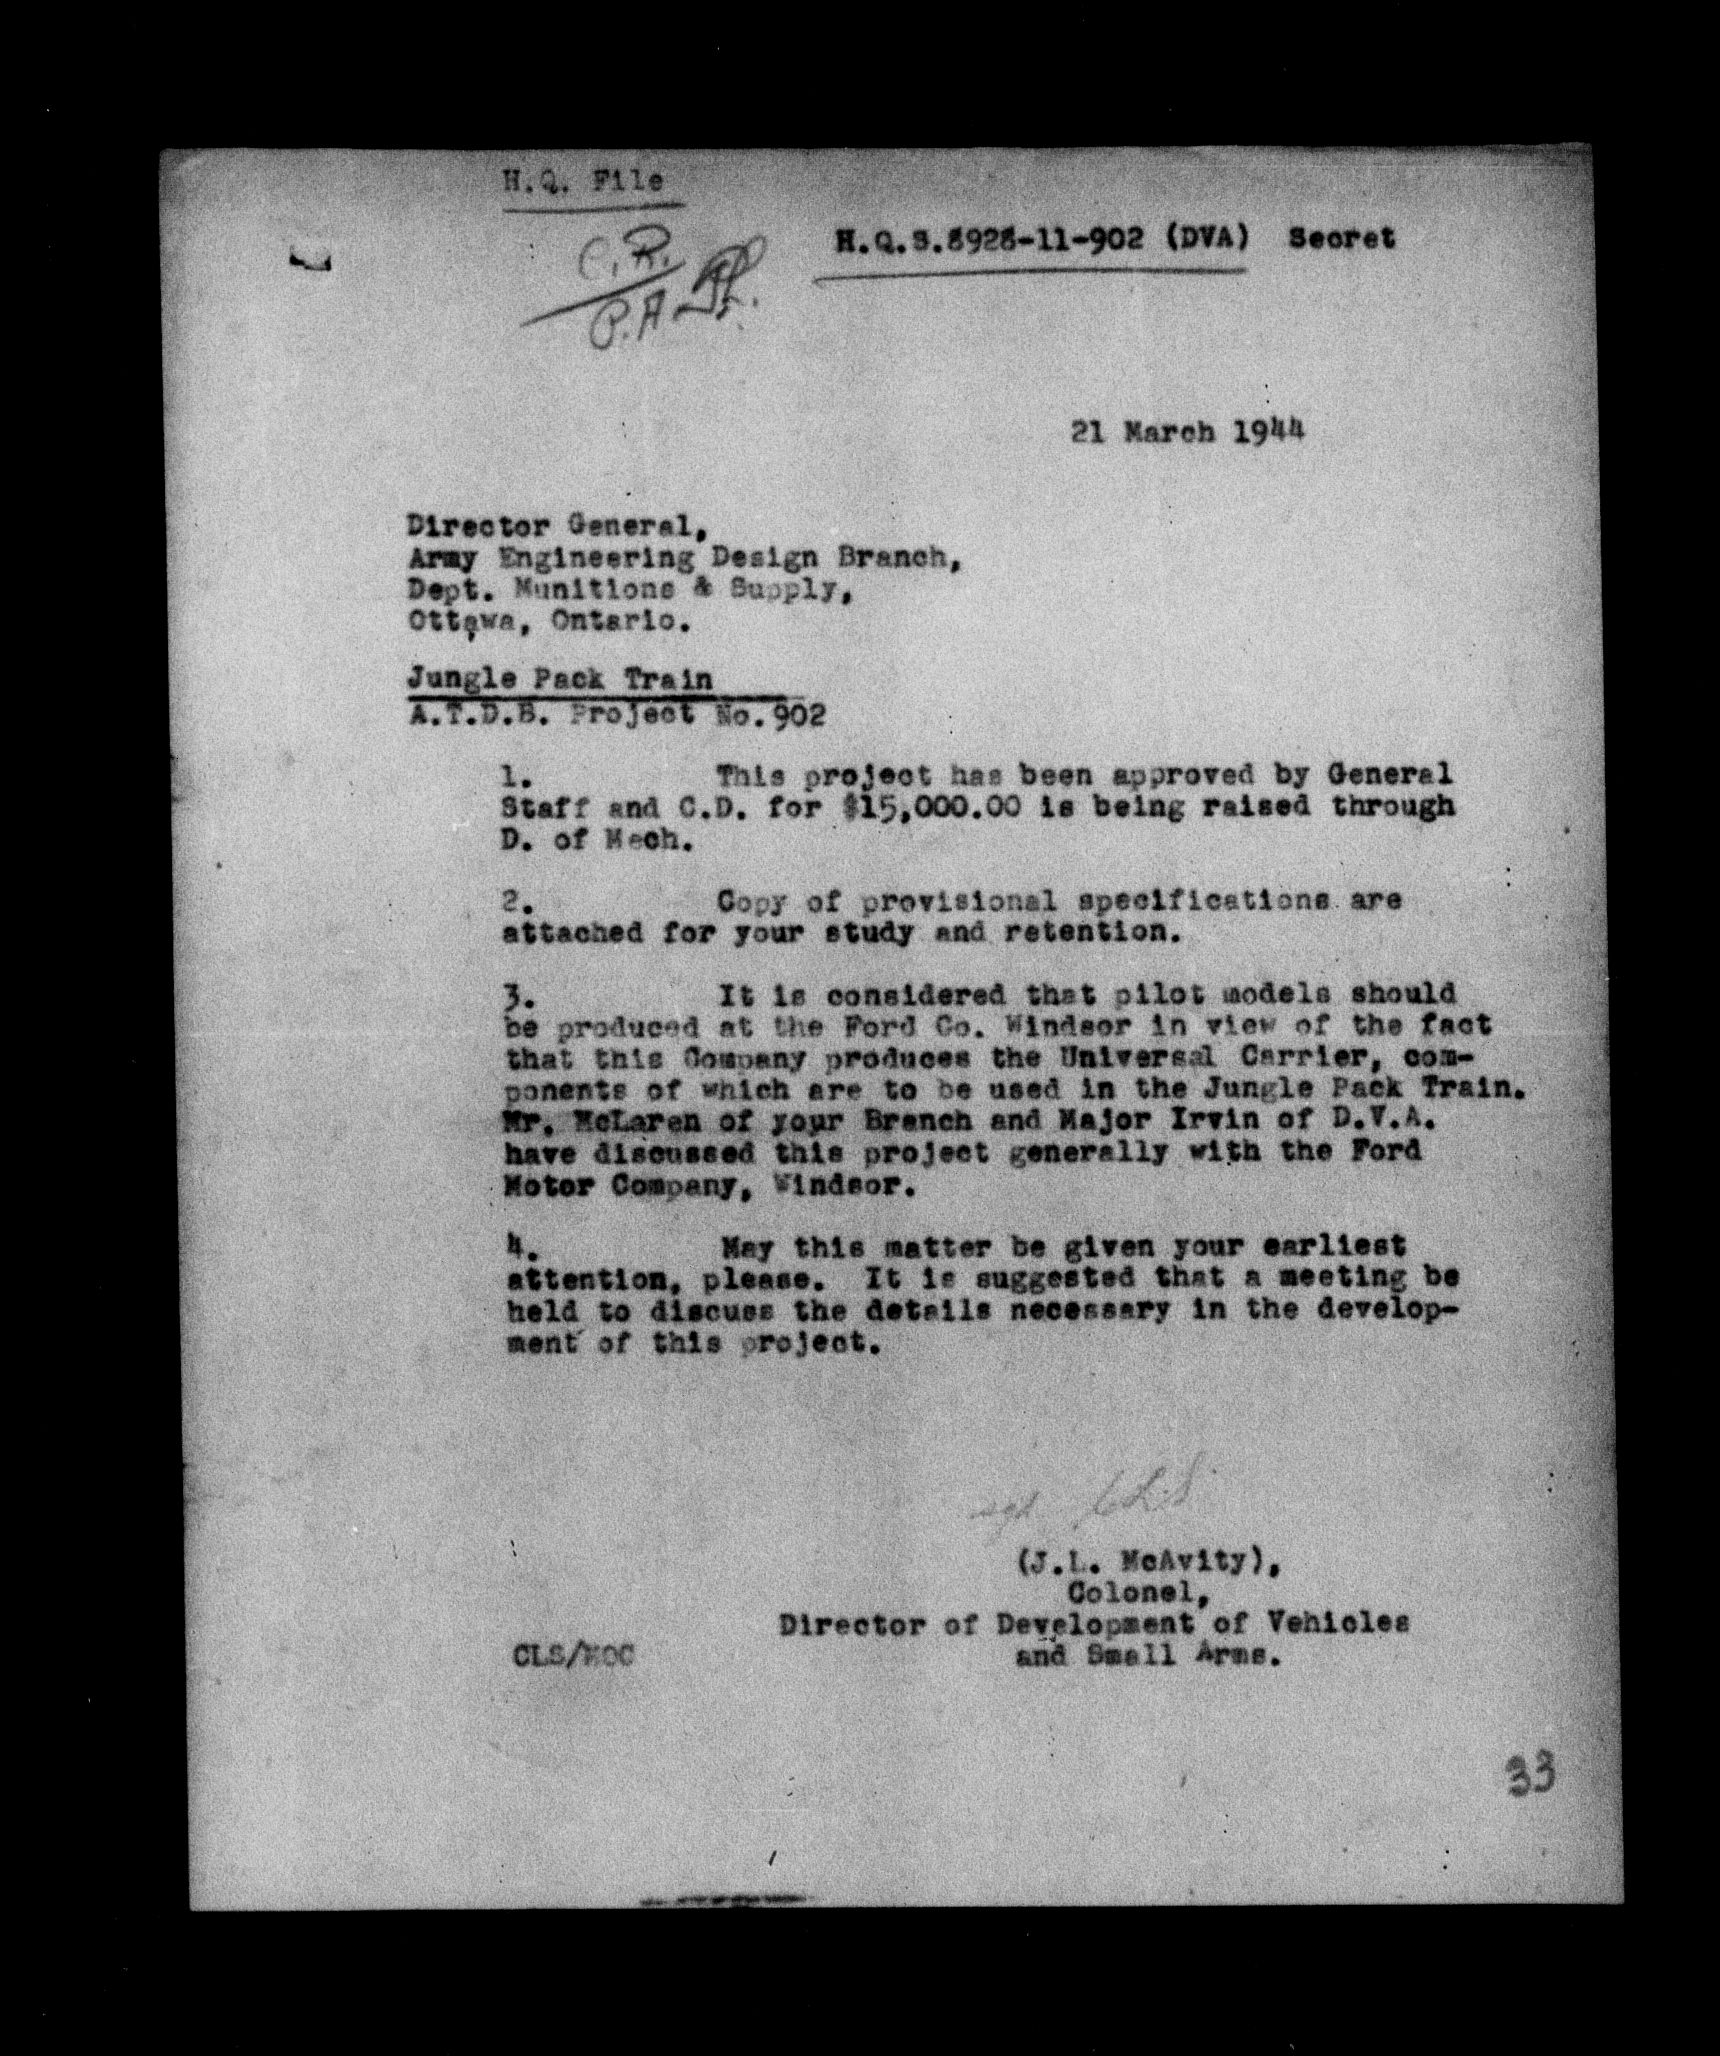 H.Q. File
H.Q.S.8928-11-902 (DVA) Secret
C.R.
P.A.
21 March 1944
Director General,
Army Engineering Design Branch,
Dept. Munitions & Supply,
Ottawa, Ontario.
Jungle Pack Train
A.T.D.B. Project No.902
1. This project has been approved by General
Staff and C.D. for $15,000.00 is being raised through
D. of Mech.
2. Copy of provisional specifications are
attached for your study and retention.
3. It is considered that pilot models should
be produced at the Ford Co. Windsor in view of the fact
that this Company produces the Universal Carrier, com-
ponents of which are to be used in the Jungle Pack Train.
Mr. McLaren of your Branch and Major Irvin of D.V.A.
have discussed this project generally with the Ford
Motor Company, Windsor.
4. May this matter be given your earliest
attention, please. It is suggested that a meeting be
held to discuss the details necessary in the develop-
ment of this project.
(J.L. McAvity),
Colonel,
Director of Development of Vehicles
and Small Arms.
CLS/MOC
33